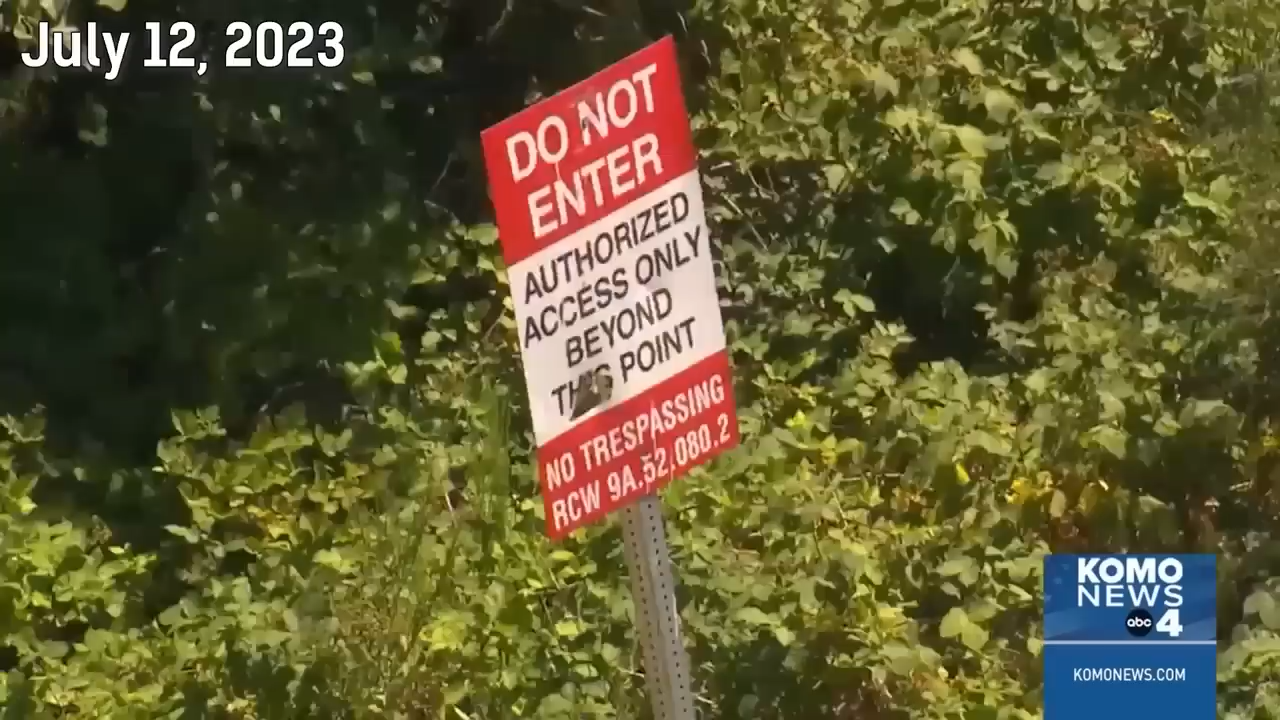 July 12, 2023
DO NOT
ENTER
AUTHORIZED
ACCESS ONLY
BEYOND
THIS POINT
NO TRESPASSING
RCW 9A.52.080.2
KOMO
NEWS
abc 4
KOMONEWS.COM